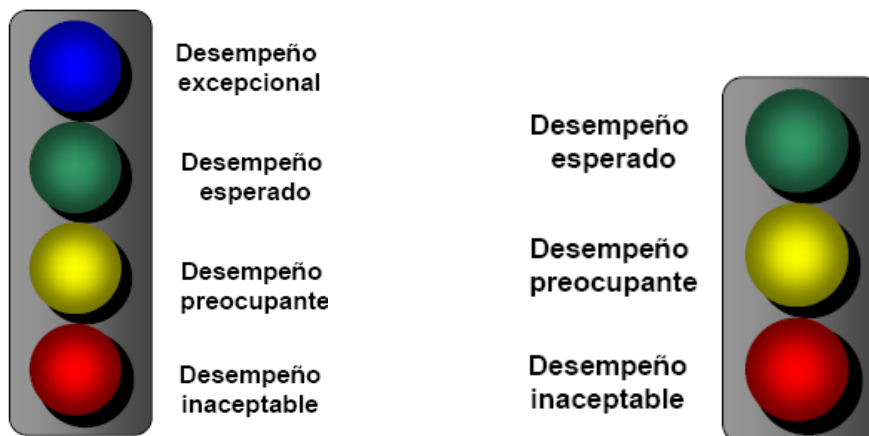 Desempeño
excepcional
Desempeño
esperado
Desempeño
preocupante
Desempeño
inaceptable
Desempeño
esperado
Desempeño
preocupante
Desempeño
inaceptable